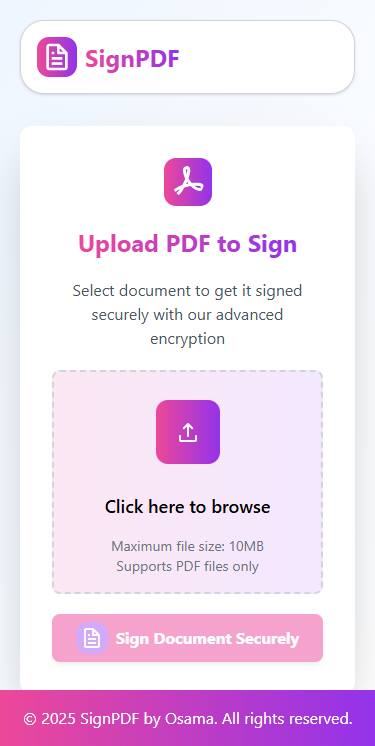 SignPDF
Upload PDF to Sign
Select document to get it signed
securely with our advanced
encryption
Click here to browse
Maximum file size: 10MB
Supports PDF files only
Sign Document Securely
© 2025 SignPDF by Osama. All rights reserved.